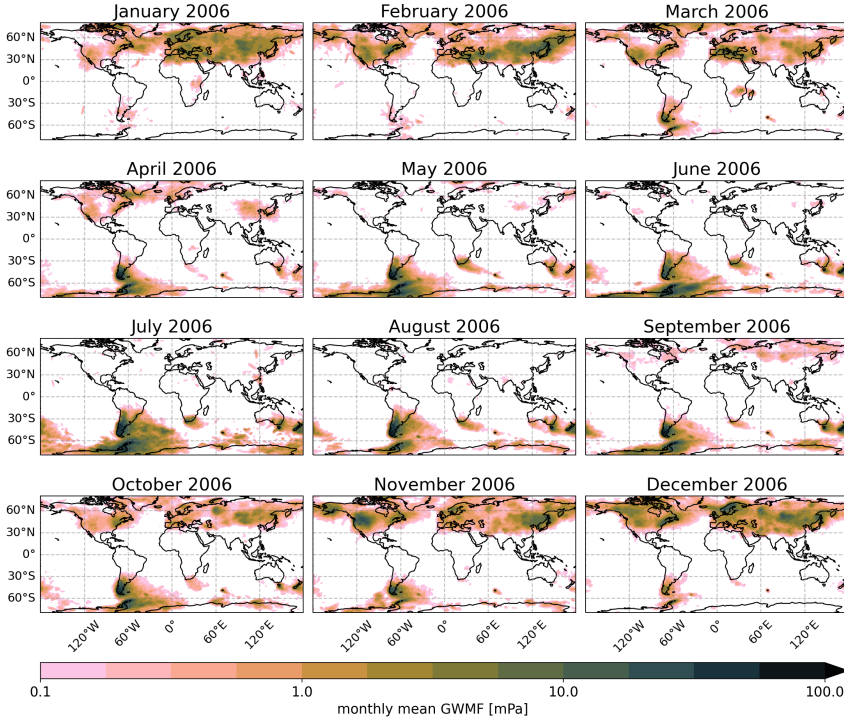 January 2006 February 2006 March 2006
60°N
30°N
0°
30°S
60°S
April 2006 May 2006 June 2006
60°N
30°N
0°
30°S
60°S
July 2006 August 2006 September 2006
60°N
30°N
0°
30°S
60°S
October 2006 November 2006 December 2006
60°N
30°N
0°
30°S
60°S
120°W 60°W 0° 60°E 120°E 120°W 60°W 0° 60°E 120°E 120°W 60°W 0° 60°E 120°E
0.1 1.0 10.0 100.0
monthly mean GWMF [mPa]